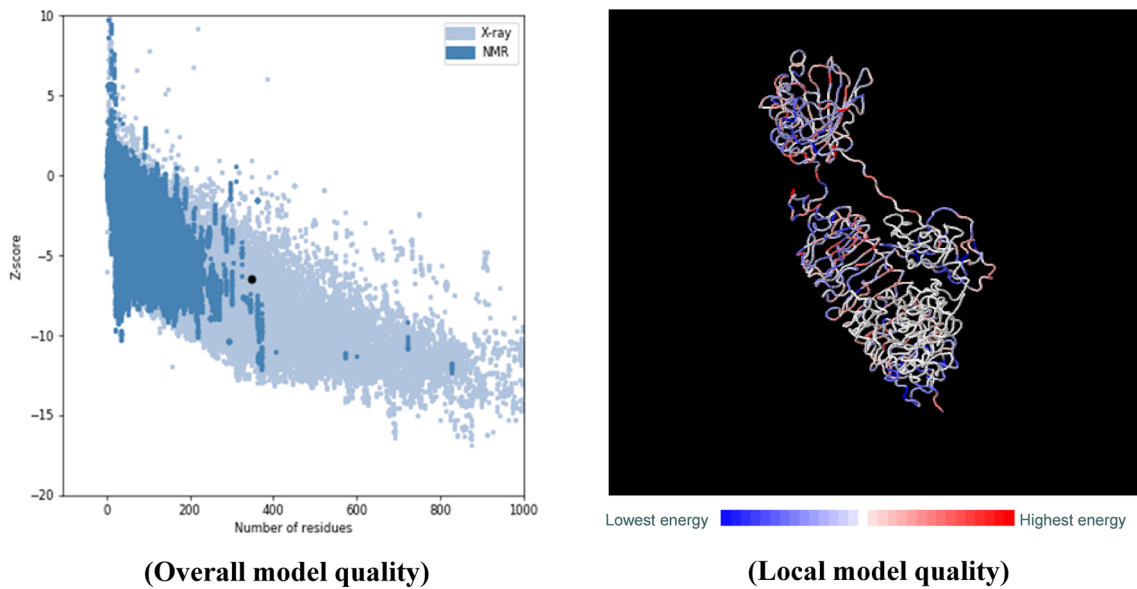 10
5
0
−5
−10
−15
−20
Z-score
X-ray
NMR
0
200
400
600
800
1000
Number of residues
Lowest energy
Highest energy
(Overall model quality)
(Local model quality)